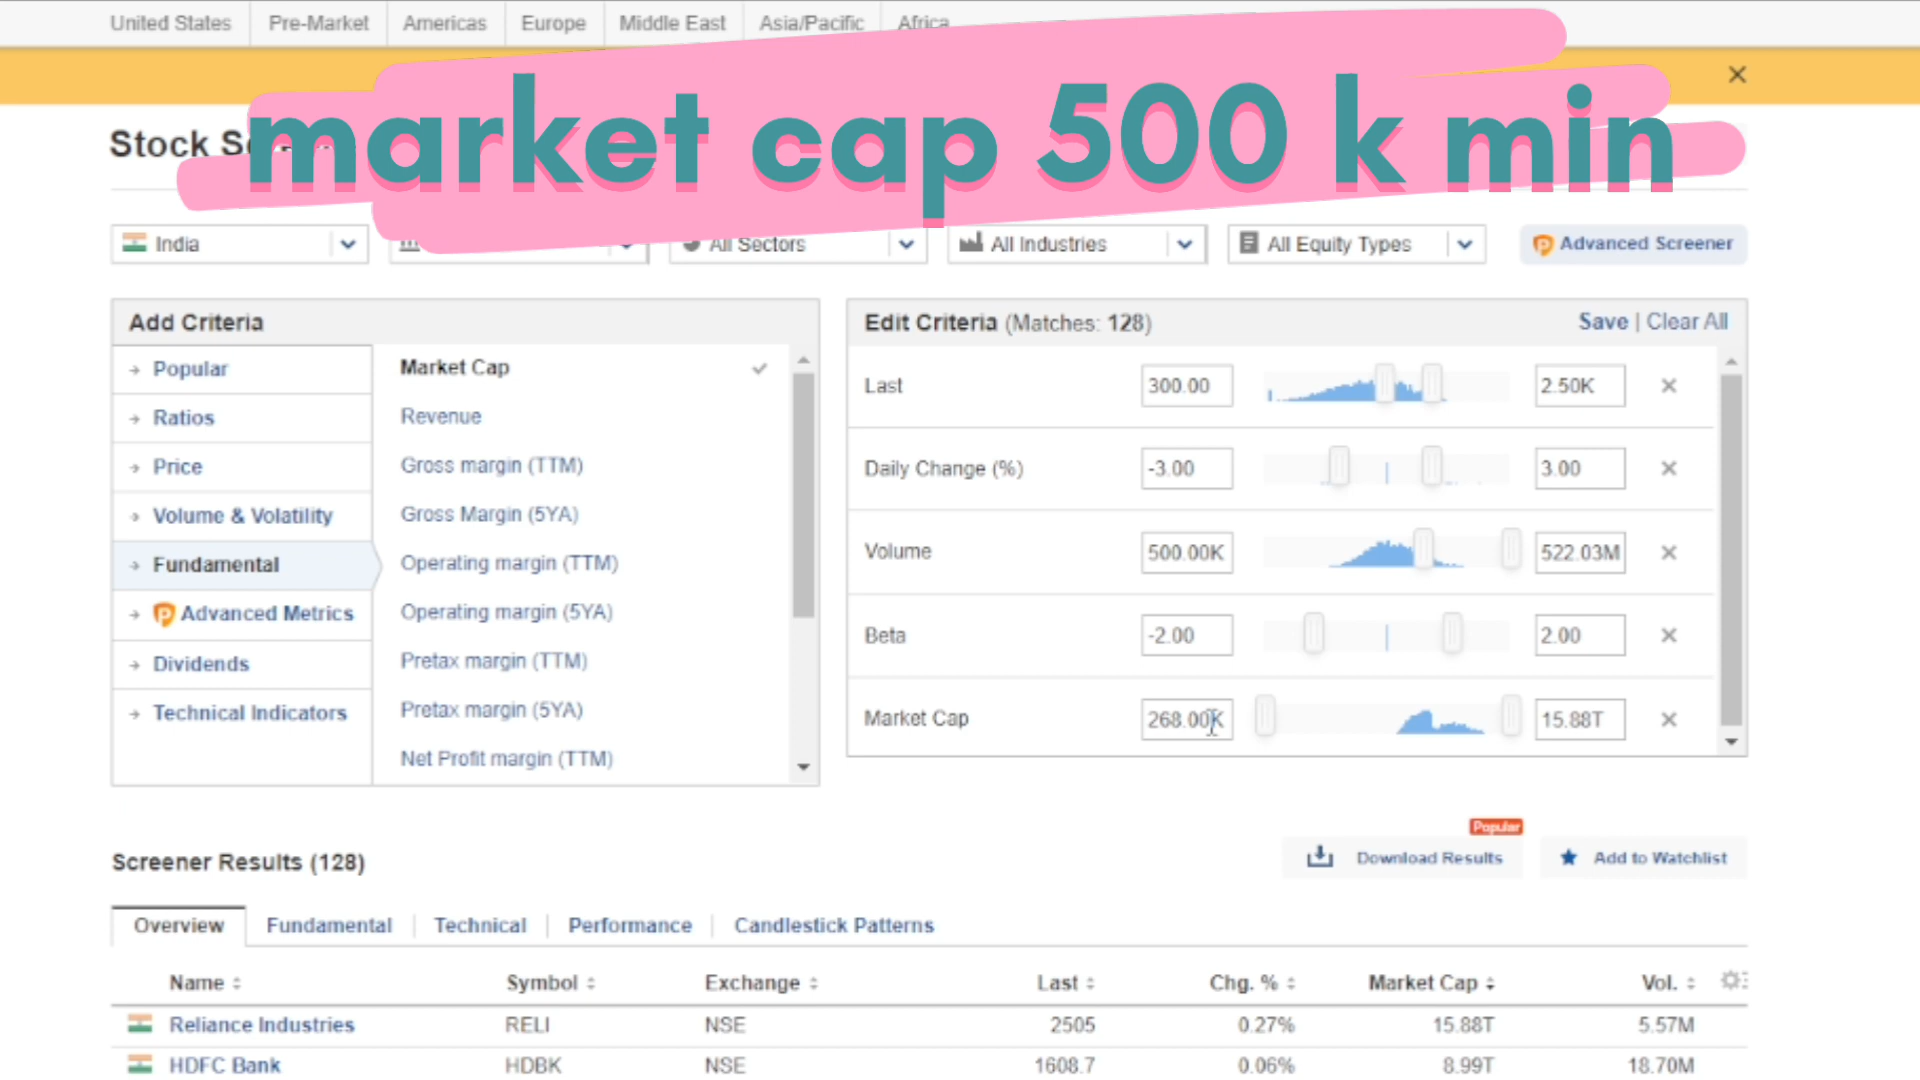 United States Pre-Market Americas Europe Middle East Asia/Pacific Africa
market cap 500 k min
Stock
India All Sectors All Industries All Equity Types Advanced Screener
Add Criteria
Popular
Ratios
Price
Volume & Volatility
Fundamental
Advanced Metrics
Dividends
Technical Indicators
Market Cap
Revenue
Gross margin (TTM)
Gross Margin (5YA)
Operating margin (TTM)
Operating margin (5YA)
Pretax margin (TTM)
Pretax margin (5YA)
Net Profit margin (TTM)
Edit Criteria (Matches: 128) Save | Clear All
Last 300.00 2.50K
Daily Change (%) -3.00 3.00
Volume 500.00K 522.03M
Beta -2.00 2.00
Market Cap 268.00K 15.88T
Popular
Screener Results (128) Download Results Add to Watchlist
Overview Fundamental Technical Performance Candlestick Patterns
Name Symbol Exchange Last Chg. % Market Cap Vol.
Reliance Industries RELI NSE 2505 0.27% 15.88T 5.57M
HDFC Bank HDBK NSE 1608.7 0.06% 8.99T 18.70M